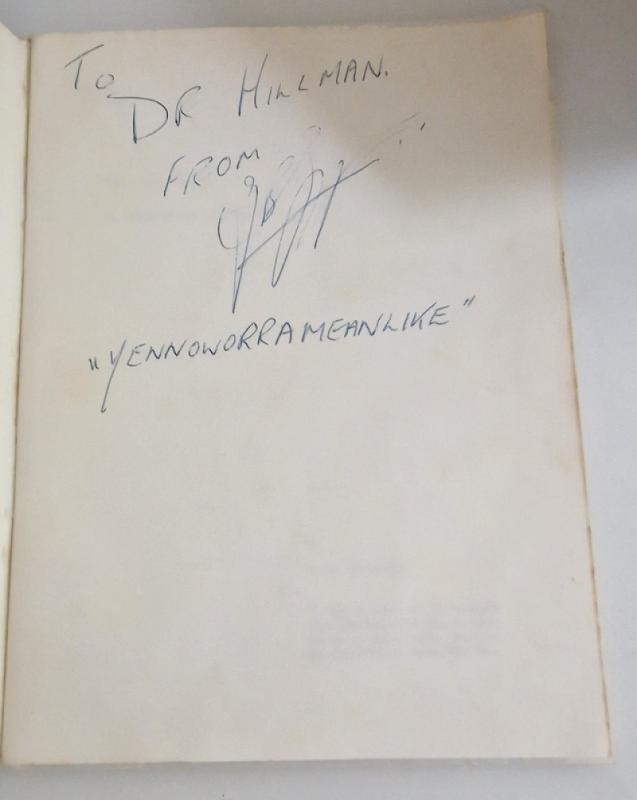 To
DR HILLMAN.
FROM
"YENNOWORRAMEANLIKE"